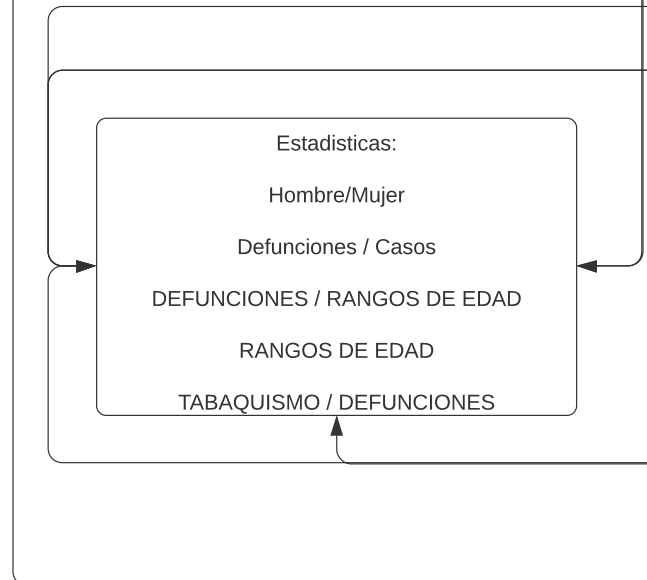 Estadisticas:
Hombre/Mujer
Defunciones / Casos
DEFUNCIONES / RANGOS DE EDAD
RANGOS DE EDAD
TABAQUISMO / DEFUNCIONES